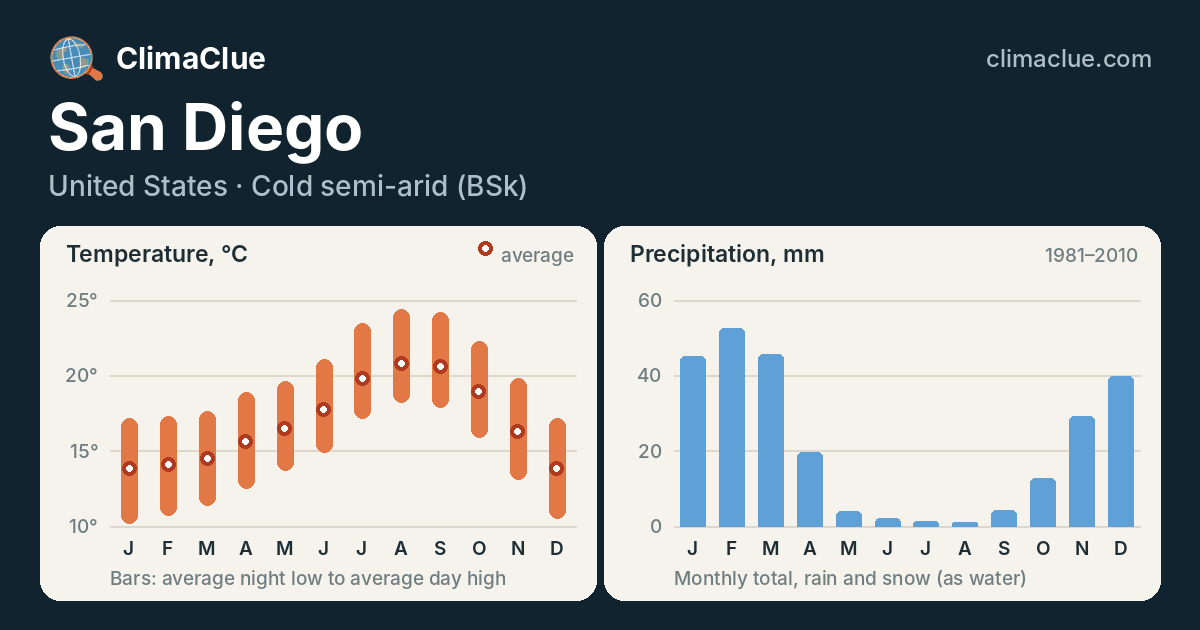 ClimaClue
climaclue.com
San Diego
United States · Cold semi-arid (BSk)
Temperature, °C
average
25°
20°
15°
10°
J F M A M J J A S O N D
Bars: average night low to average day high
Precipitation, mm
1981–2010
60
40
20
0
J F M A M J J A S O N D
Monthly total, rain and snow (as water)